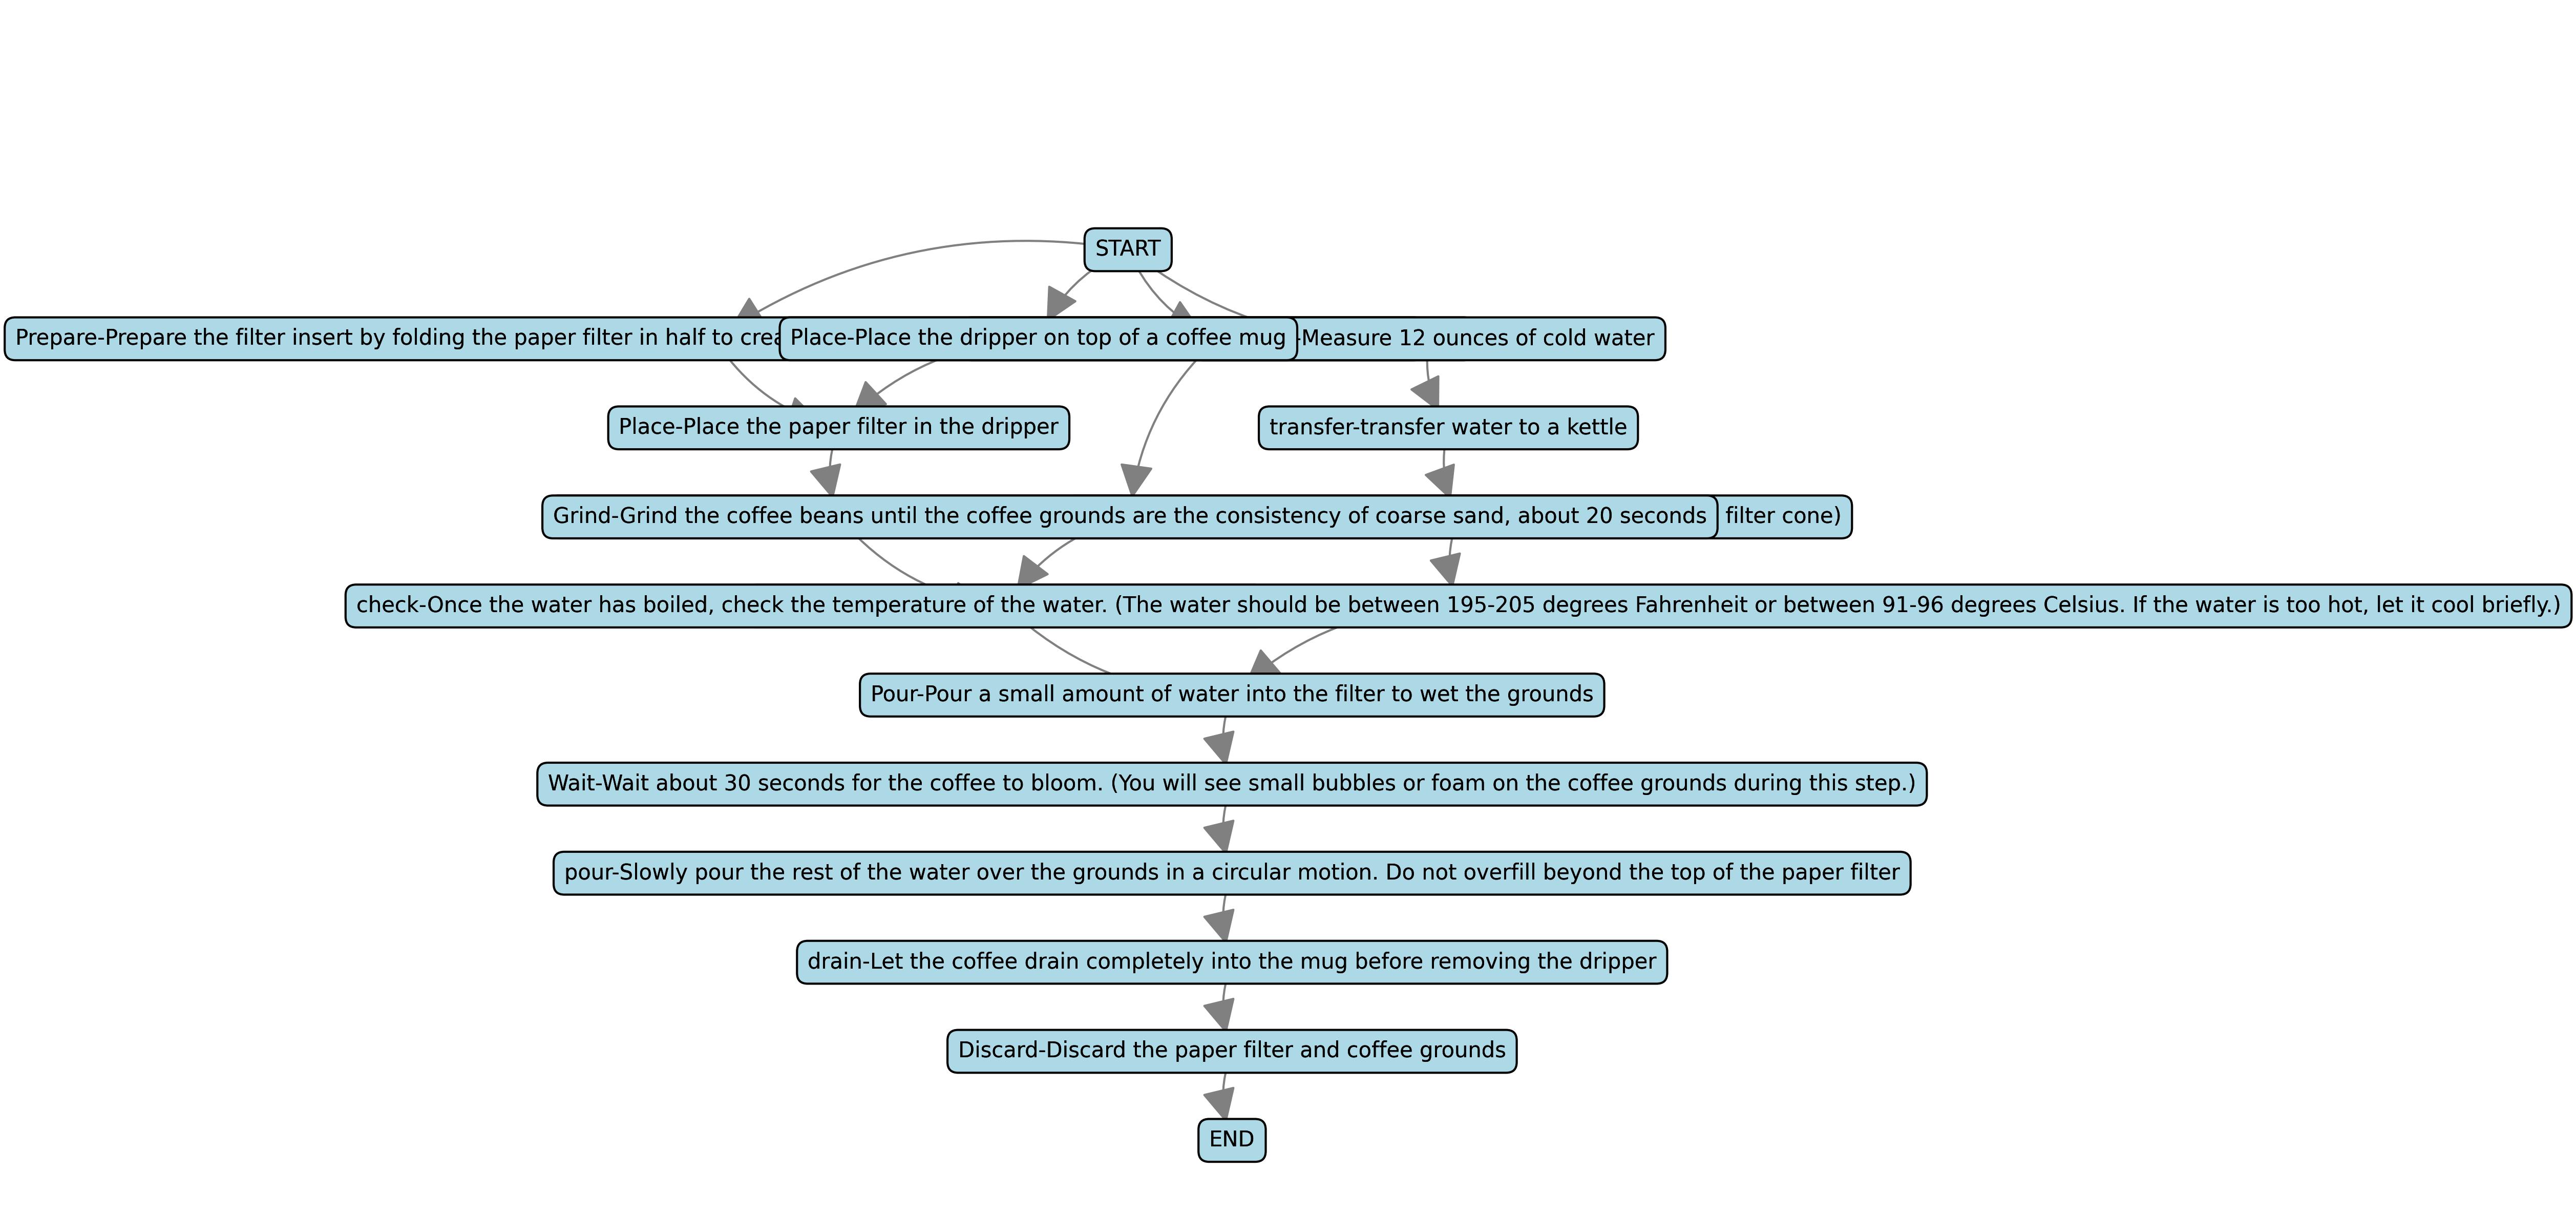 START
Prepare-Prepare the filter insert by folding the paper filter in half to
Place-Place the dripper on top of a coffee mug
-Measure 12 ounces of cold water
Place-Place the paper filter in the dripper
transfer-transfer water to a kettle
Grind-Grind the coffee beans until the coffee grounds are the consistency of coarse sand, about 20 seconds
filter cone)
check-Once the water has boiled, check the temperature of the water. (The water should be between 195-205 degrees Fahrenheit or between 91-96 degrees Celsius. If the water is too hot, let it cool briefly.)
Pour-Pour a small amount of water into the filter to wet the grounds
Wait-Wait about 30 seconds for the coffee to bloom. (You will see small bubbles or foam on the coffee grounds during this step.)
pour-Slowly pour the rest of the water over the grounds in a circular motion. Do not overfill beyond the top of the paper filter
drain-Let the coffee drain completely into the mug before removing the dripper
Discard-Discard the paper filter and coffee grounds
END